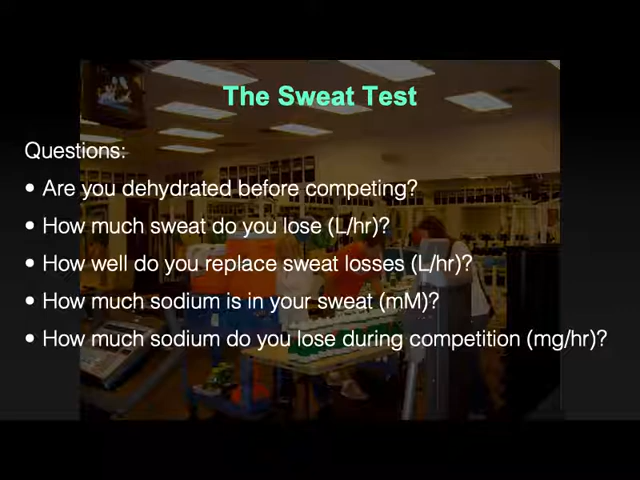 The Sweat Test
Questions:
• Are you dehydrated before competing?
• How much sweat do you lose (L/hr)?
• How well do you replace sweat losses (L/hr)?
• How much sodium is in your sweat (mM)?
• How much sodium do you lose during competition (mg/hr)?